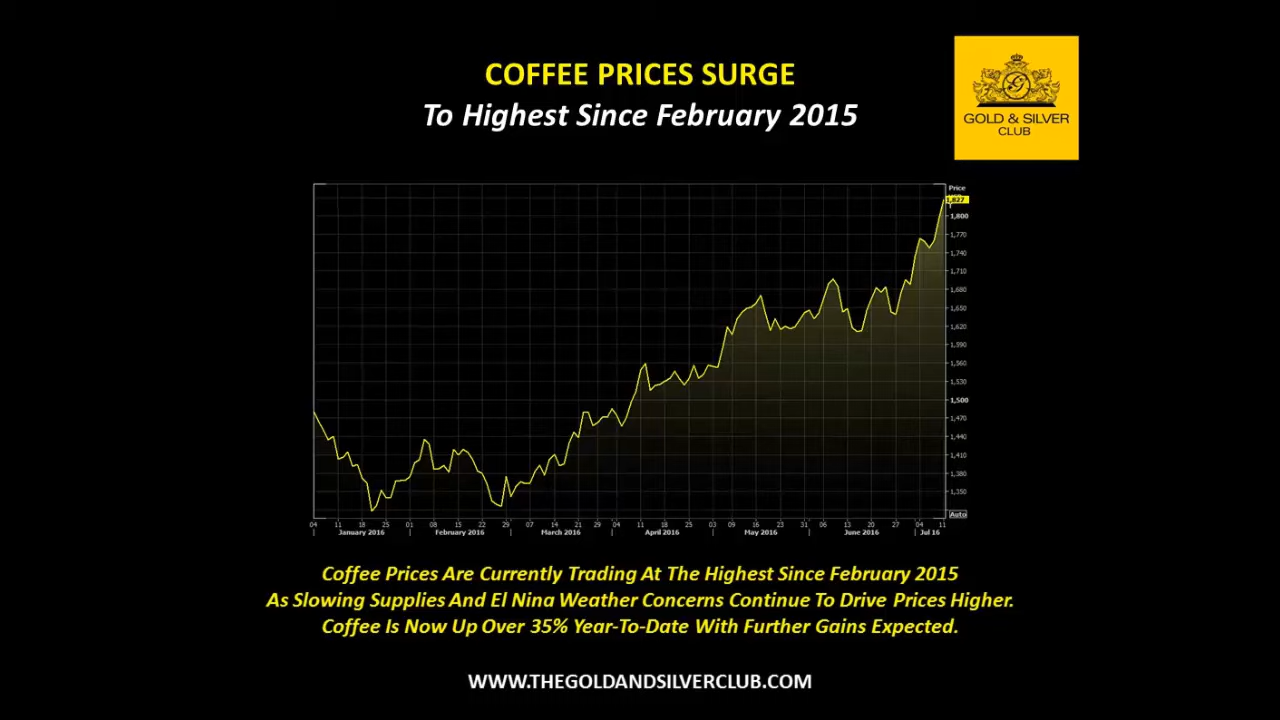 COFFEE PRICES SURGE
To Highest Since February 2015
GOLD & SILVER
CLUB
Price
1,827
1,800
1,770
1,740
1,710
1,680
1,650
1,620
1,590
1,560
1,530
1,500
1,470
1,440
1,410
1,380
1,350
Auto
04 11 18 25 01 08 15 22 29 07 14 21 29 04 11 18 25 03 09 16 23 31 06 13 20 27 04 11
January 2016 February 2016 March 2016 April 2016 May 2016 June 2016 Jul 16
Coffee Prices Are Currently Trading At The Highest Since February 2015
As Slowing Supplies And El Nina Weather Concerns Continue To Drive Prices Higher.
Coffee Is Now Up Over 35% Year-To-Date With Further Gains Expected.
WWW.THEGOLDANDSILVERCLUB.COM